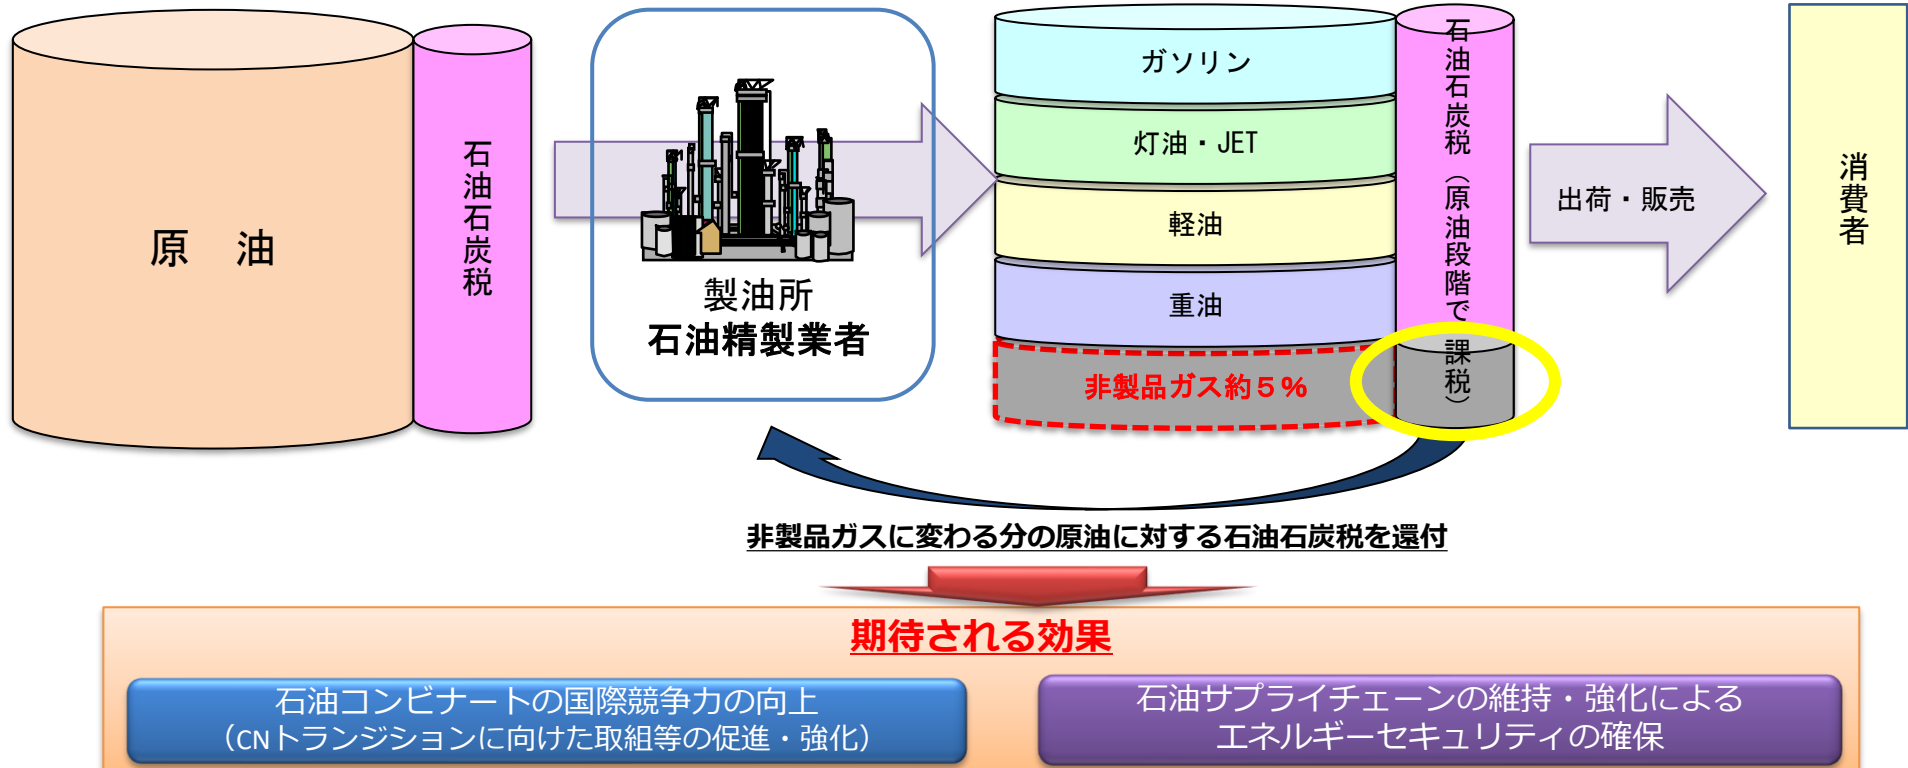 原　油
石油石炭税
製油所
石油精製業者
ガソリン
灯油・JET
軽油
重油
非製品ガス約５％
石油石炭税（原油段階で課税）
出荷・販売
消費者
非製品ガスに変わる分の原油に対する石油石炭税を還付
期待される効果
石油コンビナートの国際競争力の向上
（CNトランジションに向けた取組等の促進・強化）
石油サプライチェーンの維持・強化による
エネルギーセキュリティの確保